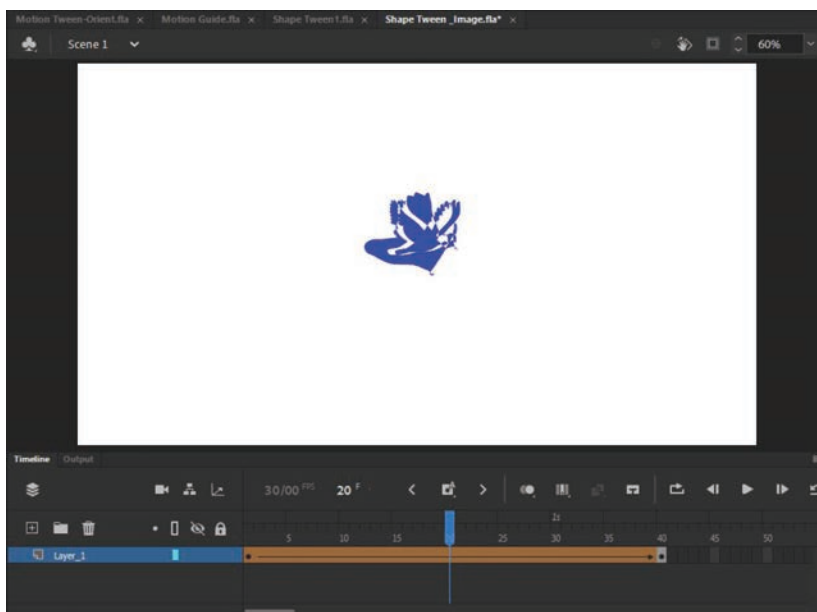 Motion Tween-Orient.fla × Motion Guide.fla × Shape Tween1.fla × Shape Tween _Image.fla* ×
Scene 1 60%
Timeline Output
30/00 FPS 20 F
1s
5 10 15 20 25 30 35 40 45 50
Layer_1